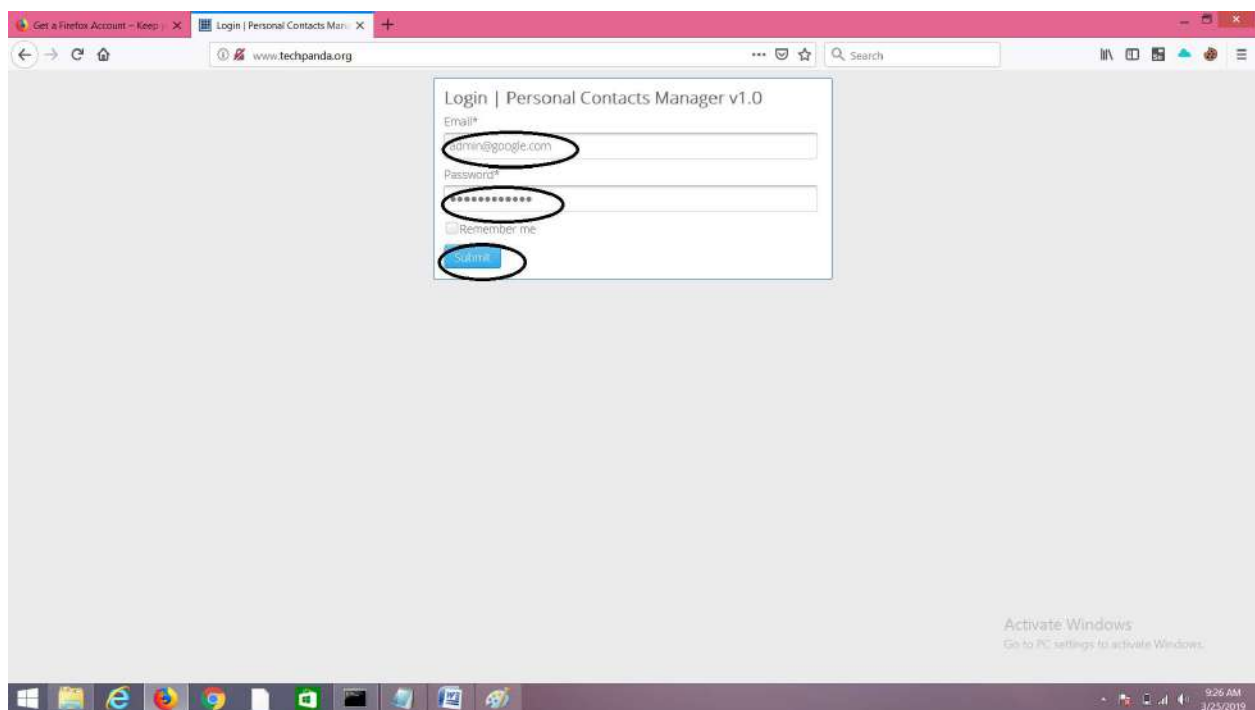 Get a Firefox Account – Keep y
Login | Personal Contacts Man
www.techpanda.org
Search
Login | Personal Contacts Manager v1.0
Email*
admin@google.com
Password*
Remember me
Submit
Activate Windows
Go to PC settings to activate Windows.
9:26 AM
3/25/2019